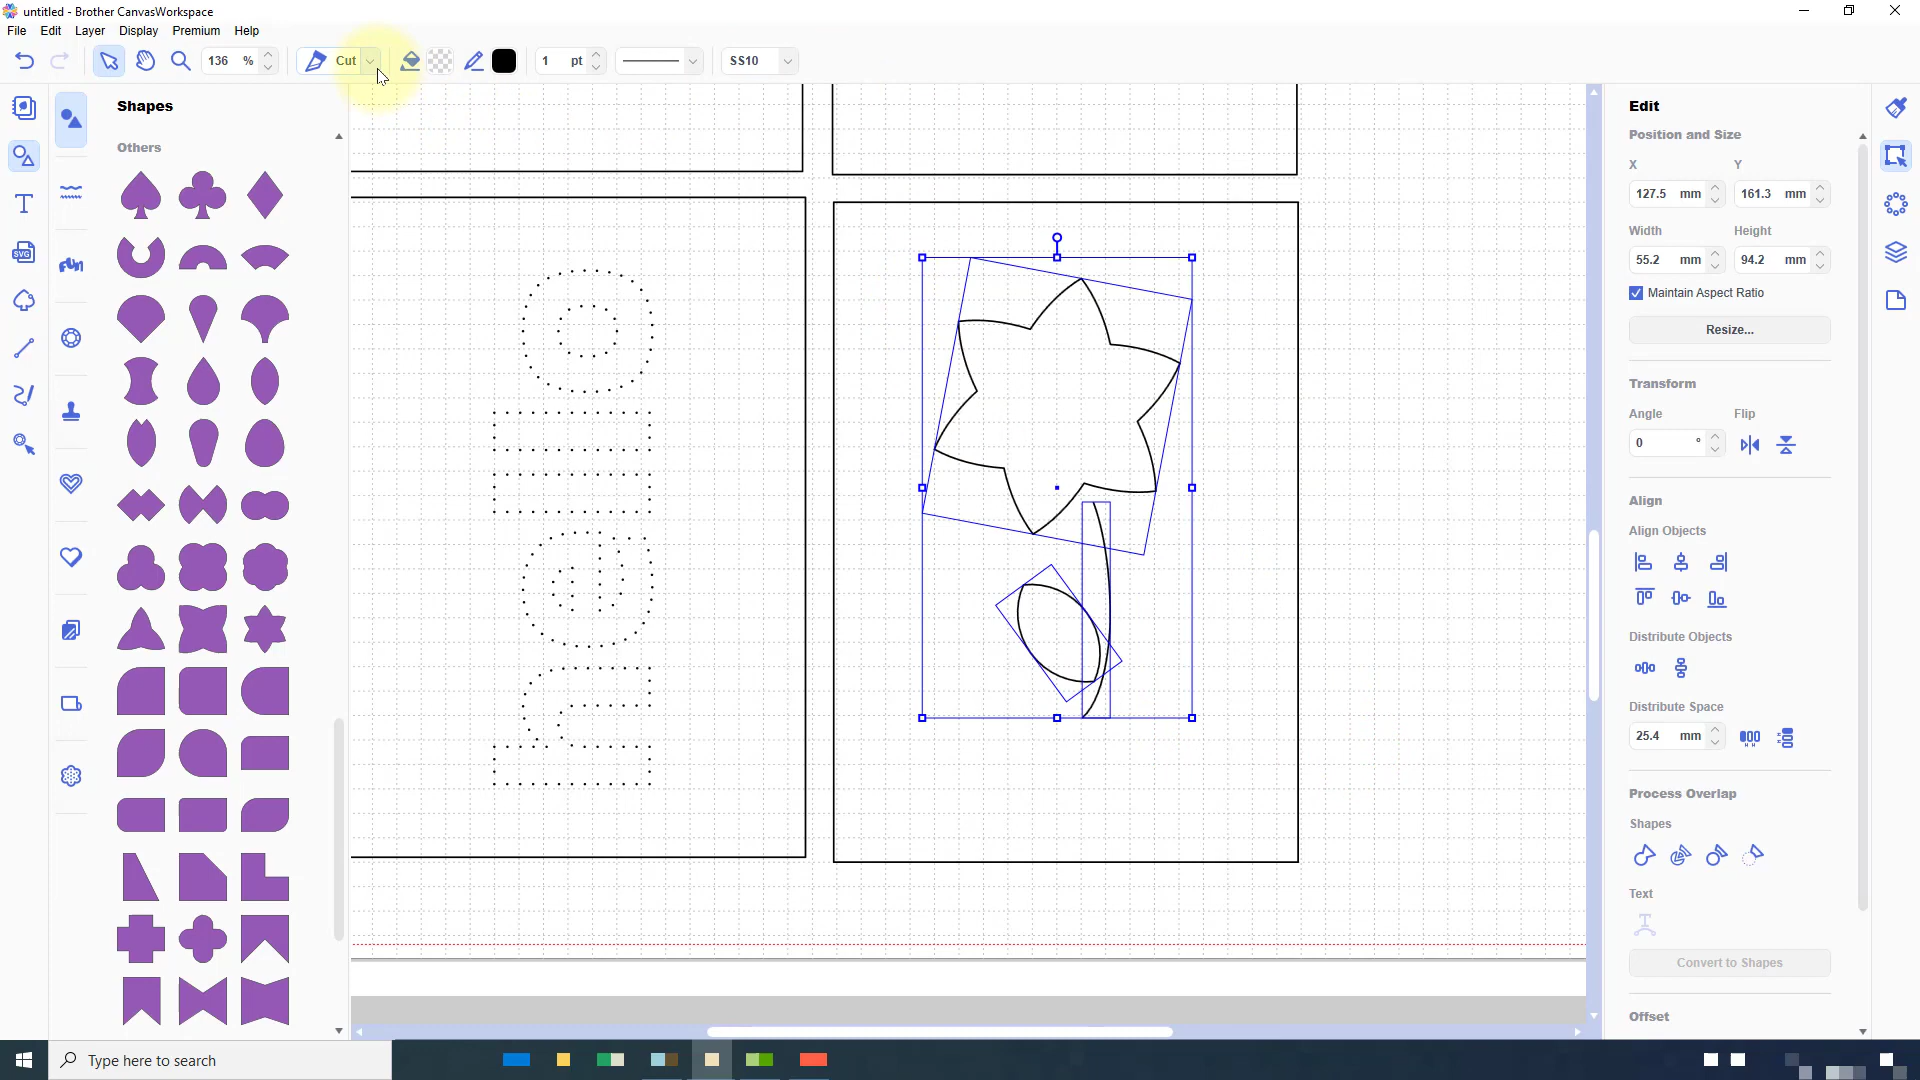 untitled - Brother CanvasWorkspace
File Edit Layer Display Premium Help
136 % Cut 1 pt SS10
Shapes
Others
SVG
FUN
hello
Edit
Position and Size
X Y
127.5 mm 161.3 mm
Width Height
55.2 mm 94.2 mm
Maintain Aspect Ratio
Resize...
Transform
Angle Flip
0 °
Align
Align Objects
Distribute Objects
Distribute Space
25.4 mm
Process Overlap
Shapes
Text
Convert to Shapes
Offset
Type here to search